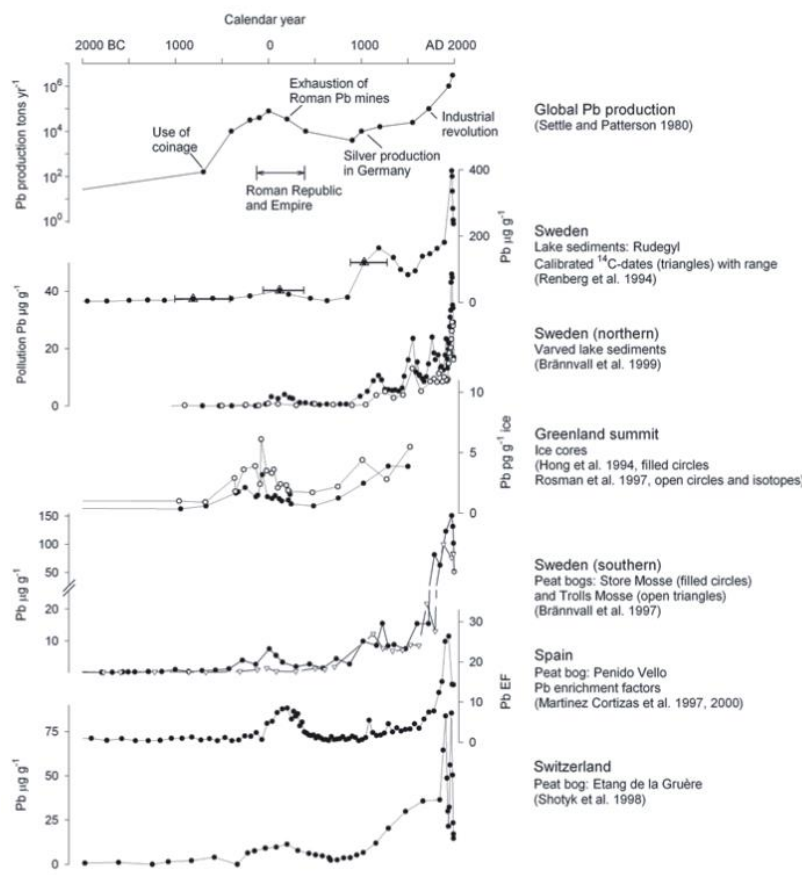 Calendar year
2000 BC 1000 0 1000 AD 2000
Pb production tons yr⁻¹
10⁶
10⁴
10²
10⁰
Use of
coinage
Exhaustion of
Roman Pb mines
Silver production
in Germany
Industrial
revolution
Roman Republic
and Empire
Global Pb production
(Settle and Patterson 1980)
Pb µg g⁻¹
400
200
0
Sweden
Lake sediments: Rudegyl
Calibrated ¹⁴C-dates (triangles) with range
(Renberg et al. 1994)
Pollution Pb µg g⁻¹
40
20
0
Sweden (northern)
Varved lake sediments
(Brännvall et al. 1999)
Pb pg g⁻¹ ice
10
5
0
Greenland summit
Ice cores
(Hong et al. 1994, filled circles
Rosman et al. 1997, open circles and isotopes)
Pb µg g⁻¹
150
100
50
20
10
Sweden (southern)
Peat bogs: Store Mosse (filled circles)
and Trolls Mosse (open triangles)
(Brännvall et al. 1997)
Pb EF
30
20
10
0
Spain
Peat bog: Penido Vello
Pb enrichment factors
(Martinez Cortizas et al. 1997, 2000)
Pb µg g⁻¹
75
50
25
0
Switzerland
Peat bog: Etang de la Gruère
(Shotyk et al. 1998)